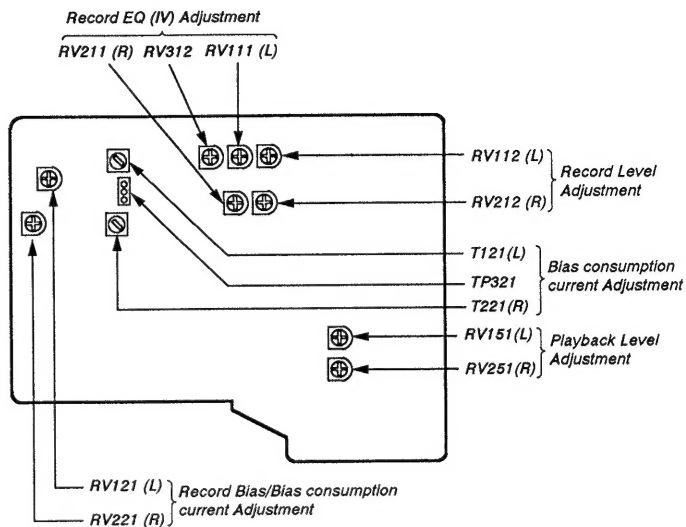 Record EQ (IV) Adjustment
RV211 (R) RV312 RV111 (L)
RV112 (L)
RV212 (R)
Record Level
Adjustment
T121(L)
TP321
T221(R)
Bias consumption
current Adjustment
RV151(L)
RV251(R)
Playback Level
Adjustment
RV121 (L)
RV221 (R)
Record Bias/Bias consumption
current Adjustment